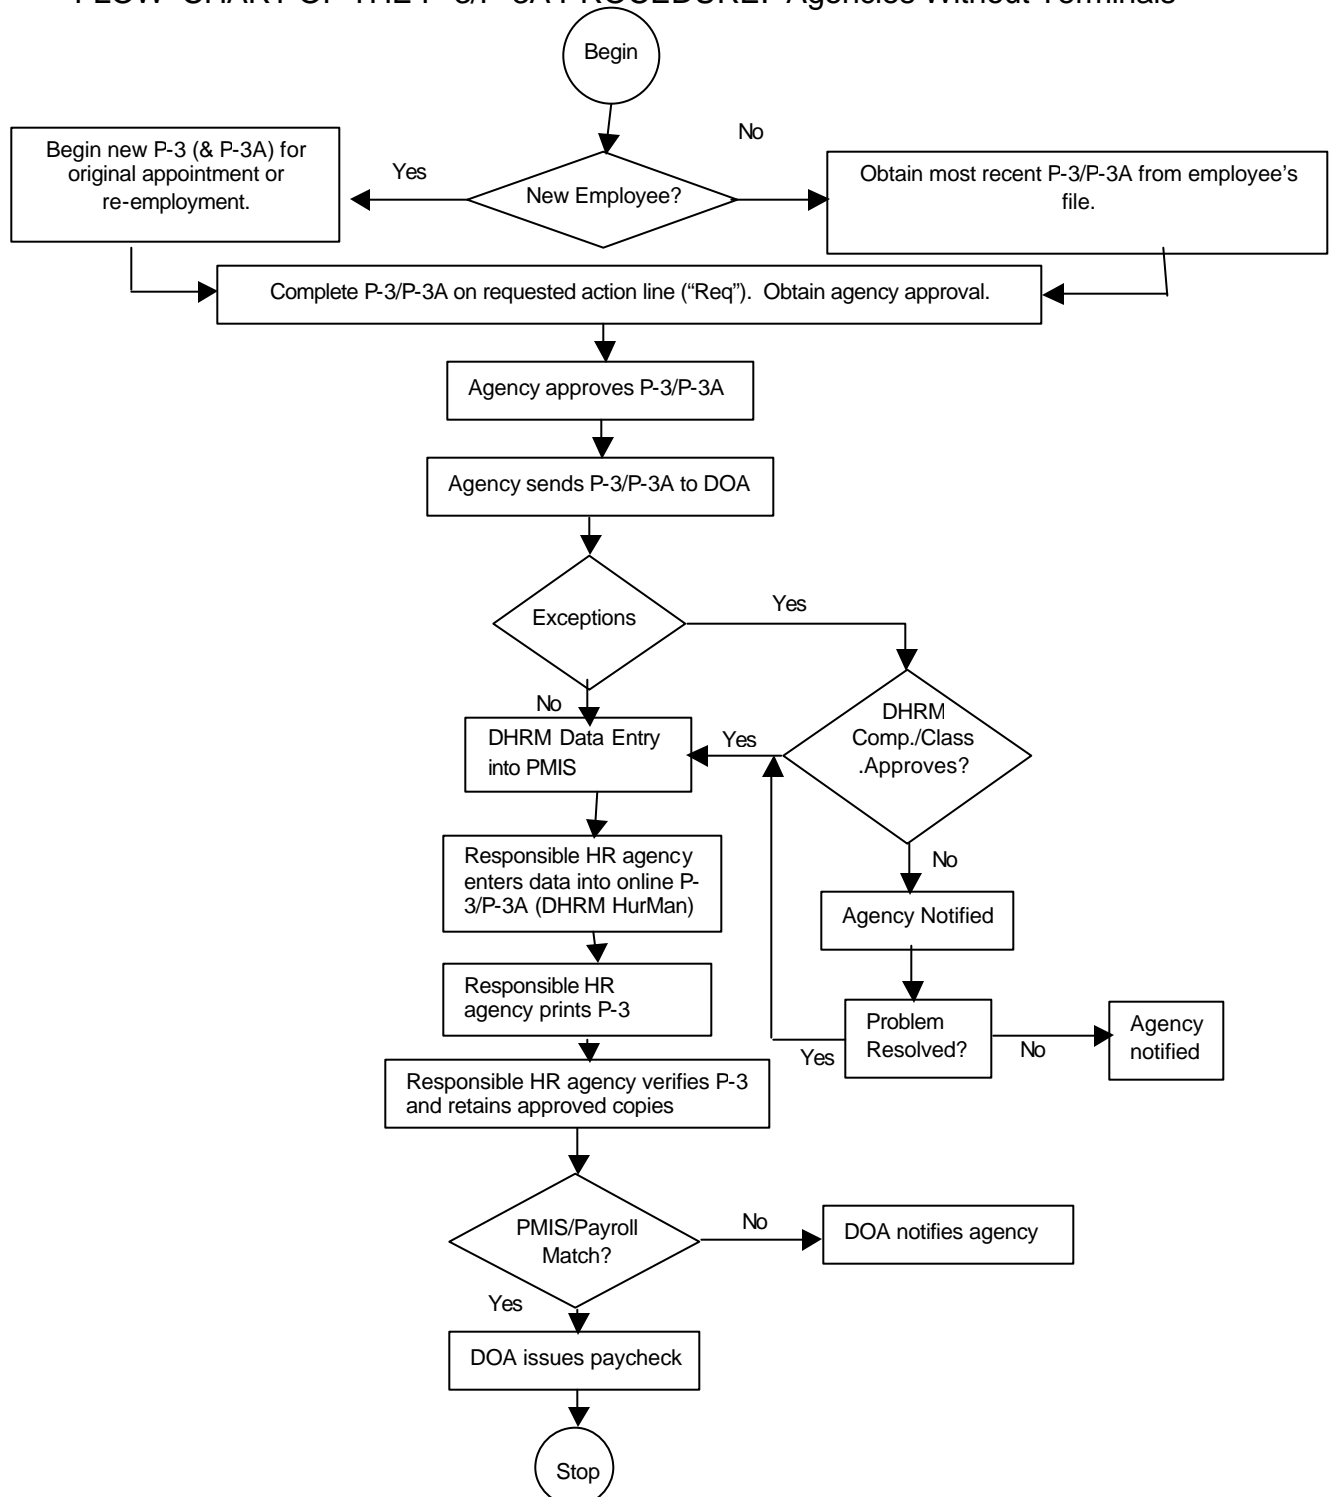 FLOW CHART OF THE P-3/P-3A PROCEDURE: Agencies Without Terminals
Begin
No
Begin new P-3 (& P-3A) for
original appointment or
re-employment.
Yes
New Employee?
Obtain most recent P-3/P-3A from employee's
file.
Complete P-3/P-3A on requested action line ("Req"). Obtain agency approval.
Agency approves P-3/P-3A
Agency sends P-3/P-3A to DOA
Exceptions
Yes
No
DHRM
Comp./Class
.Approves?
DHRM Data Entry
into PMIS
Yes
No
Responsible HR agency
enters data into online P-
3/P-3A (DHRM HurMan)
Agency Notified
Responsible HR
agency prints P-3
Problem
Resolved?
Yes
No
Agency
notified
Responsible HR agency verifies P-3
and retains approved copies
PMIS/Payroll
Match?
No
DOA notifies agency
Yes
DOA issues paycheck
Stop